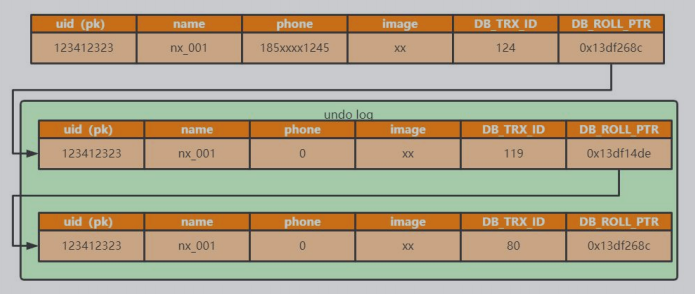 uid (pk) name phone image DB_TRX_ID DB_ROLL_PTR
123412323 nx_001 185xxxx1245 xx 124 0x13df268c
undo log
uid (pk) name phone image DB_TRX_ID DB_ROLL_PTR
123412323 nx_001 0 xx 119 0x13df14de
uid (pk) name phone image DB_TRX_ID DB_ROLL_PTR
123412323 nx_001 0 xx 80 0x13df268c